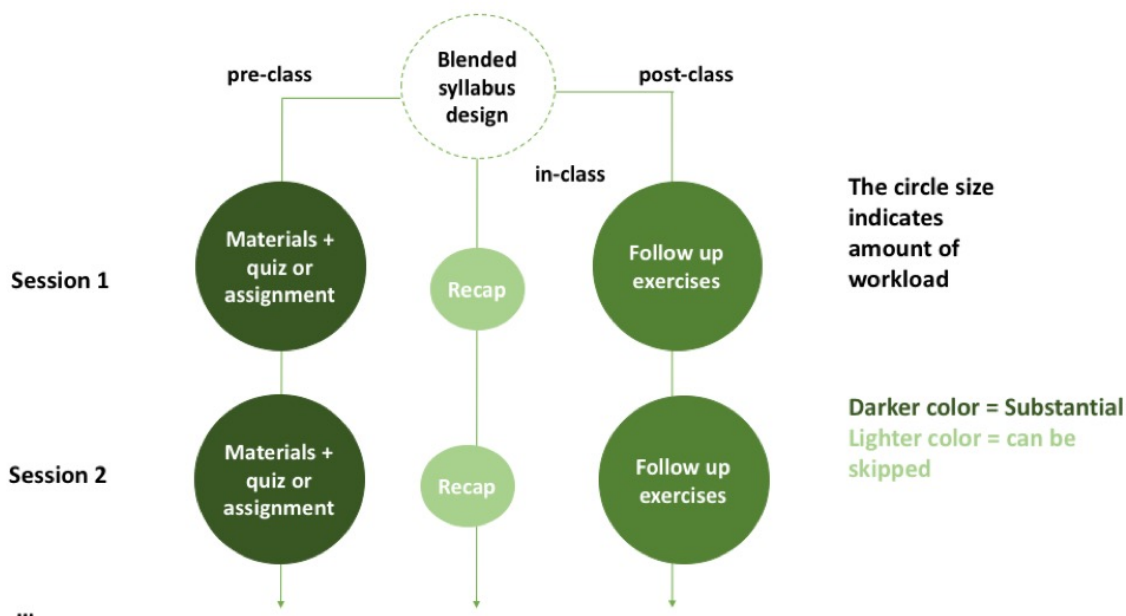 Blended
syllabus
design
pre-class
post-class
in-class
The circle size
indicates
amount of
workload
Session 1
Materials +
quiz or
assignment
Recap
Follow up
exercises
Darker color = Substantial
Lighter color = can be
skipped
Session 2
Materials +
quiz or
assignment
Recap
Follow up
exercises
...